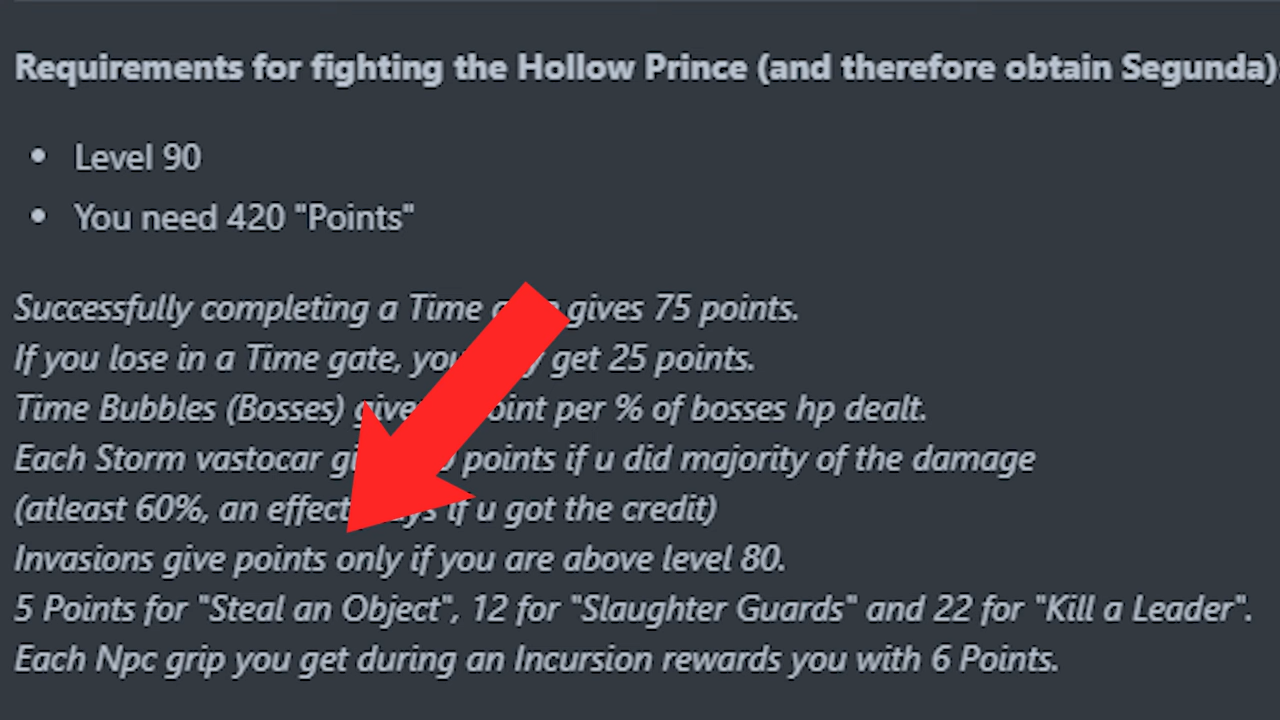 Requirements for fighting the Hollow Prince (and therefore obtain Segunda):
• Level 90
• You need 420 "Points"
Successfully completing a Time gives 75 points.
If you lose in a Time gate, you get 25 points.
Time Bubbles (Bosses) per % of bosses hp dealt.
Each Storm vastocar points if u did majority of the damage
(atleast 60%, an effect if u got the credit)
Invasions give points only if you are above level 80.
5 Points for "Steal an Object", 12 for "Slaughter Guards" and 22 for "Kill a Leader".
Each Npc grip you get during an Incursion rewards you with 6 Points.